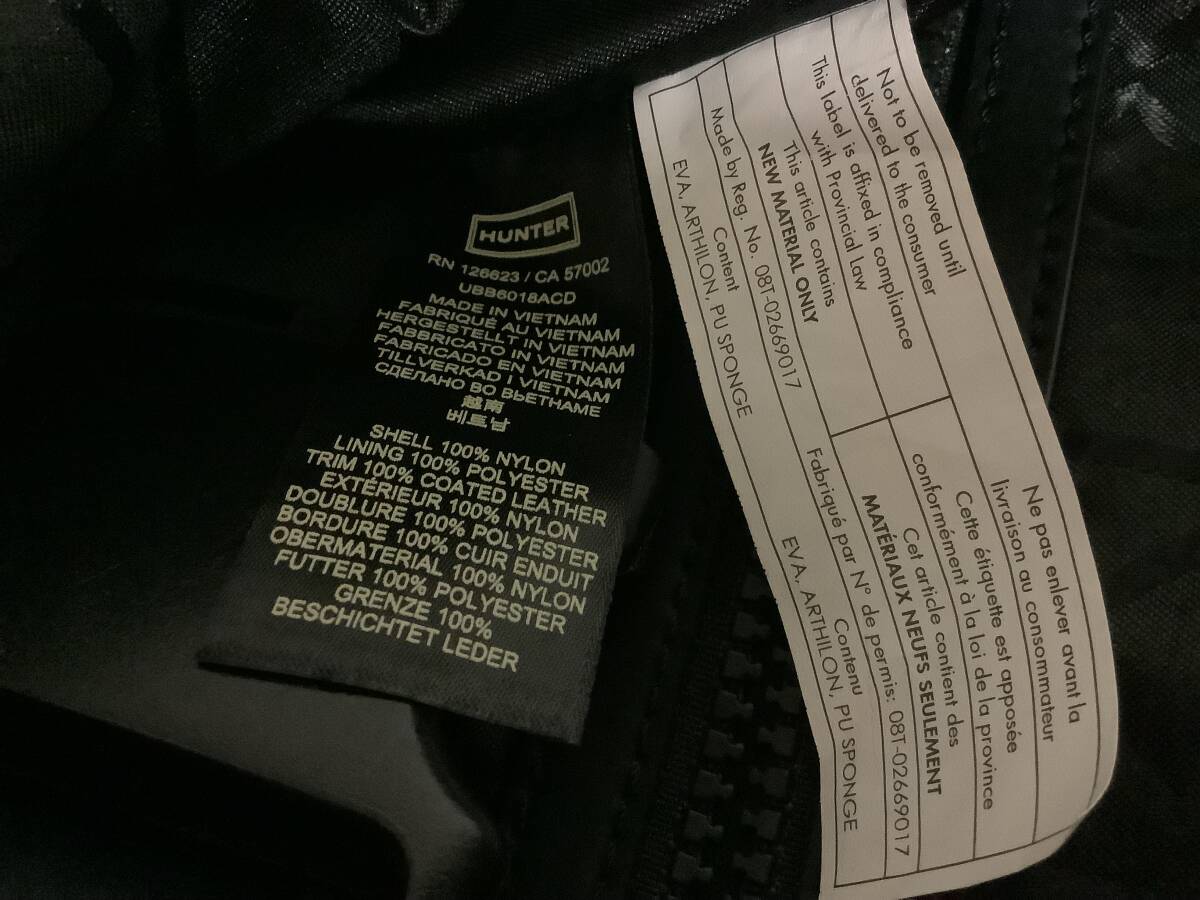 HUNTER
RN 126623 / CA 57002
UBB6018ACD
MADE IN VIETNAM
FABRIQUÉ AU VIETNAM
HERGESTELLT IN VIETNAM
FABBRICATO IN VIETNAM
FABRICADO EN VIETNAM
TILLVERKAD I VIETNAM
СДЕЛАНО ВО ВЬЕТНАМЕ
越南
베트남
SHELL 100% NYLON
LINING 100% POLYESTER
TRIM 100% COATED LEATHER
EXTÉRIEUR 100% NYLON
DOUBLURE 100% POLYESTER
BORDURE 100% CUIR ENDUIT
OBERMATERIAL 100% NYLON
FUTTER 100% POLYESTER
GRENZE 100%
BESCHICHTET LEDER
Not to be removed until
delivered to the consumer
This label is affixed in compliance
with Provincial Law
This article contains
NEW MATERIAL ONLY
Made by Reg. No. 08T-02669017
Content
EVA, ARTHILON, PU SPONGE
Ne pas enlever avant la
livraison au consommateur
Cette étiquette est apposée
conformément à la loi de la province
Cet article contient des
MATÉRIAUX NEUFS SEULEMENT
Fabriqué par N° de permis: 08T-02669017
Contenu
EVA, ARTHILON, PU SPONGE